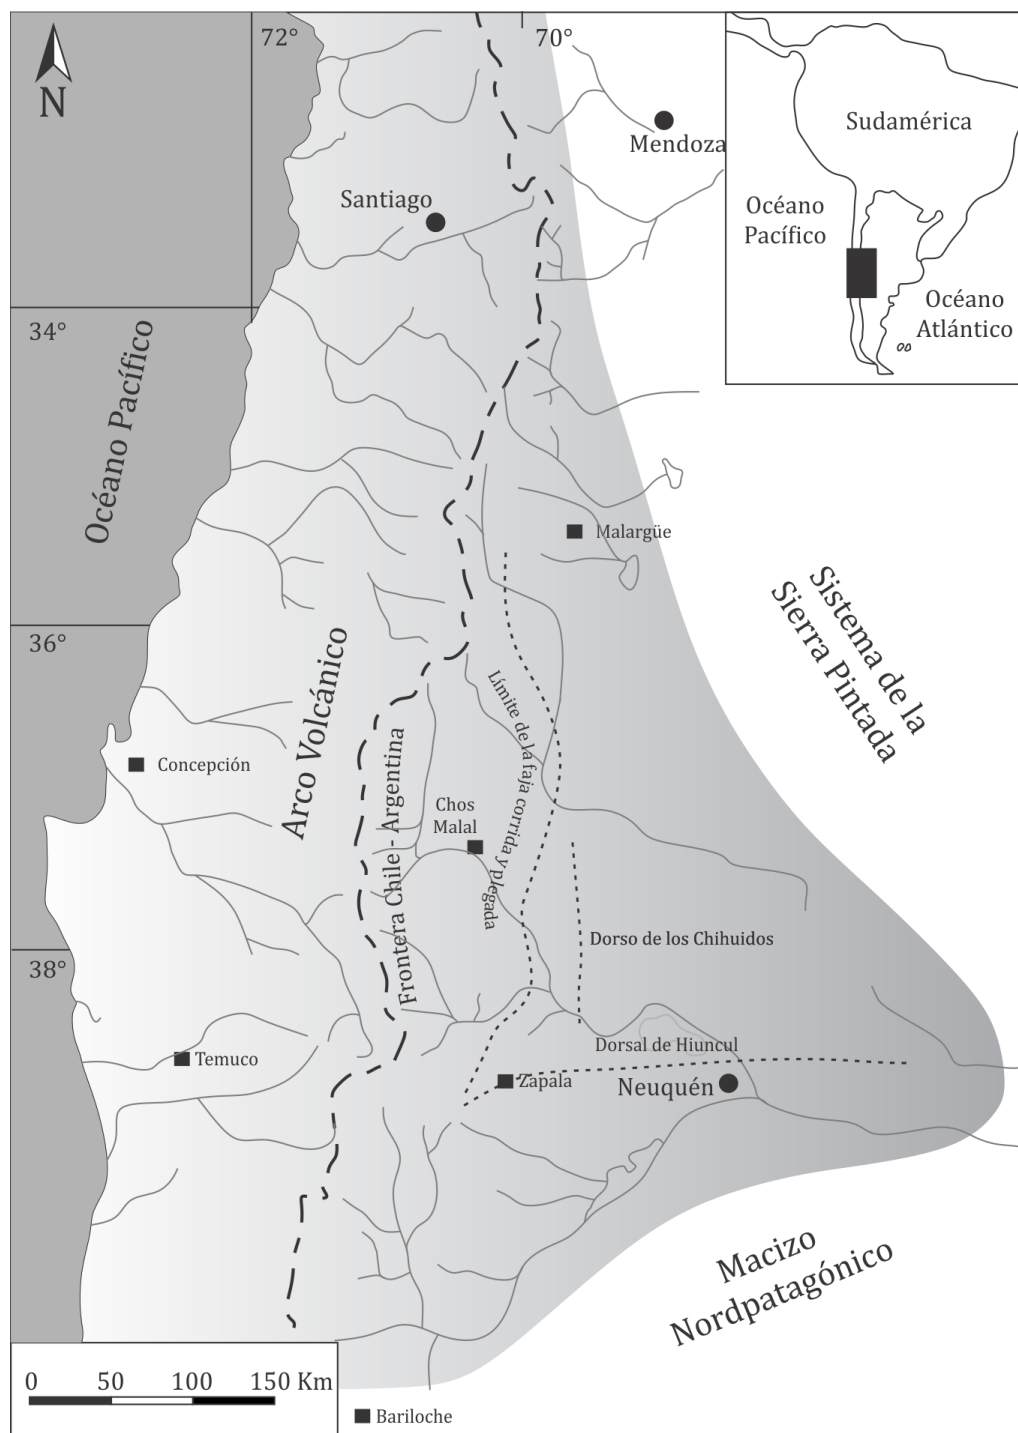 72°
70°
N
Mendoza
Santiago
Sudamérica
Océano
Pacífico
Océano
Atlántico
34°
Océano Pacífico
Malargüe
Sistema de la
Sierra Pintada
36°
Arco Volcánico
Límite de la faja corrida y plegada
Concepción
Frontera Chile - Argentina
Chos
Malal
Dorso de los Chihuidos
38°
Dorsal de Hiuncul
Temuco
Zapala
Neuquén
Macizo
Nordpatagónico
0 50 100 150 Km
Bariloche